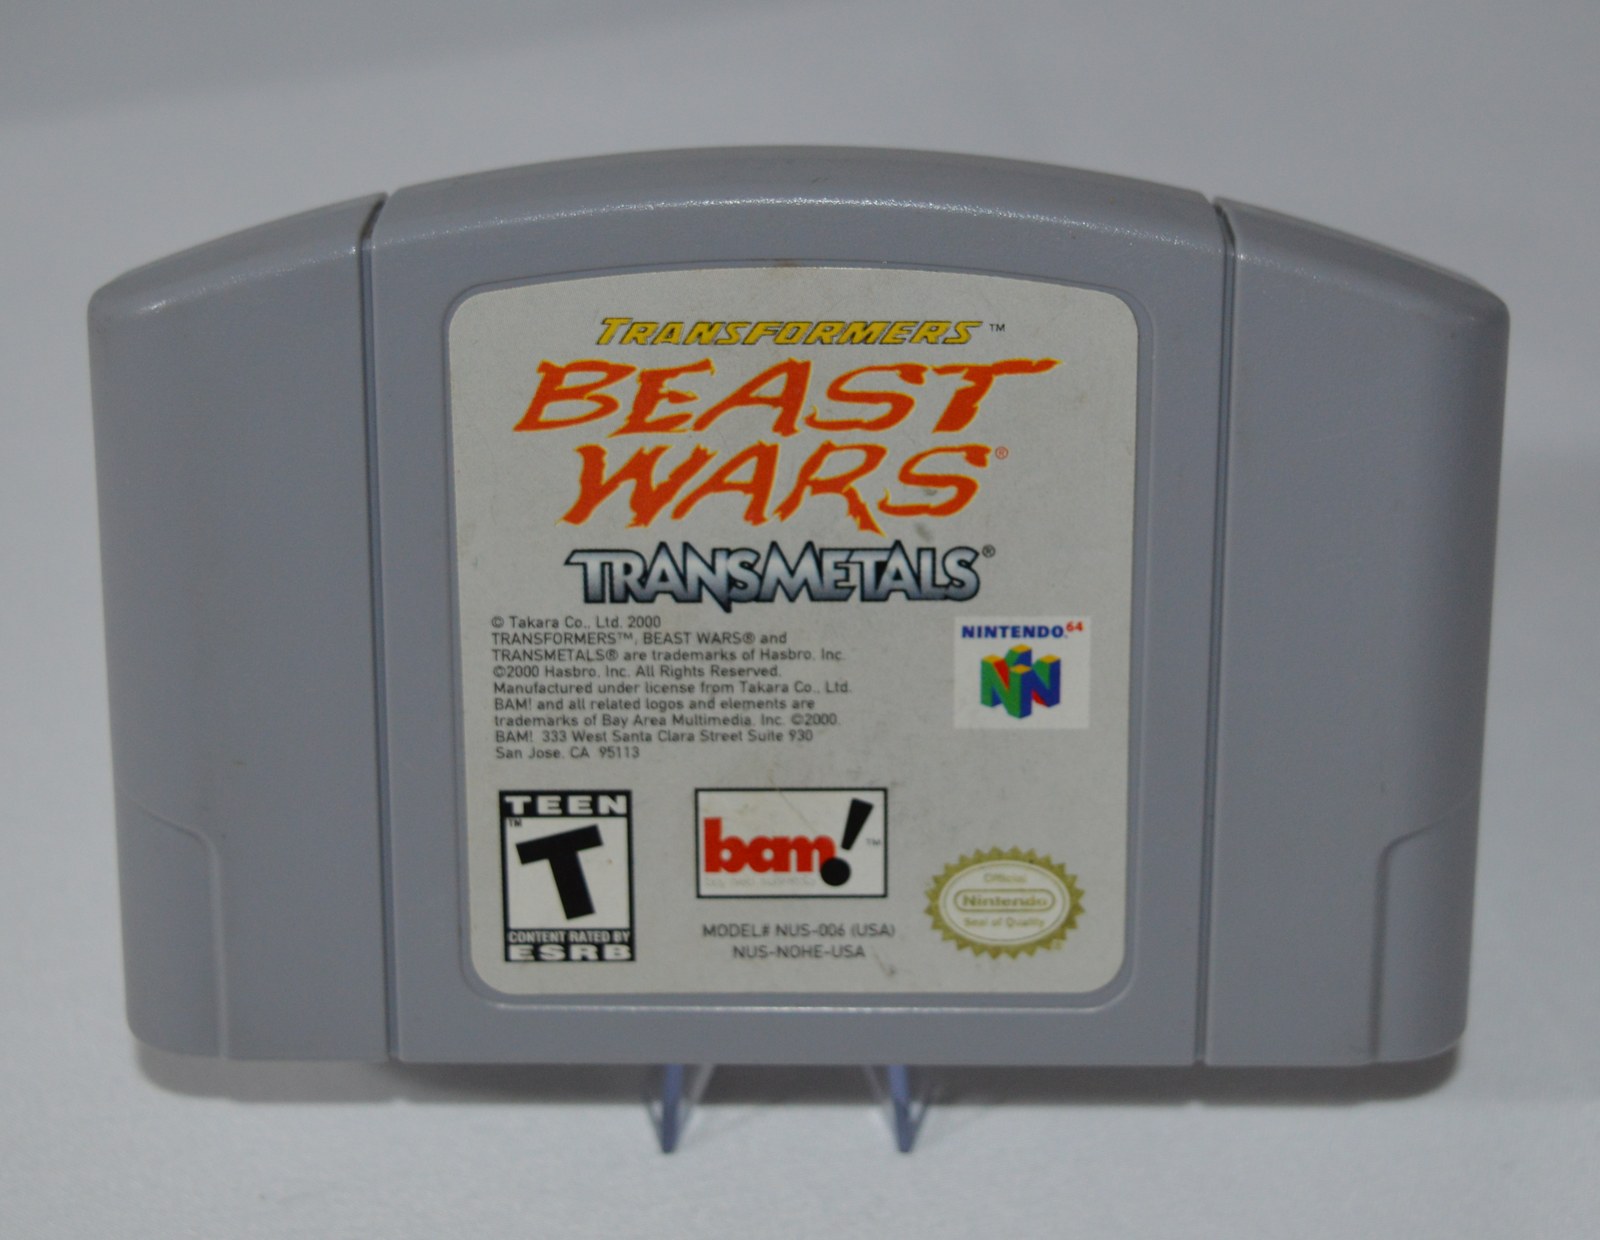 TRANSFORMERS™
BEAST
WARS®
TRANSMETALS®
© Takara Co., Ltd. 2000
TRANSFORMERS™, BEAST WARS® and
TRANSMETALS® are trademarks of Hasbro, Inc.
©2000 Hasbro, Inc. All Rights Reserved.
Manufactured under license from Takara Co., Ltd.
BAM! and all related logos and elements are
trademarks of Bay Area Multimedia, Inc. ©2000.
BAM! 333 West Santa Clara Street Suite 930
San Jose, CA 95113
NINTENDO64
TEEN
™
T
CONTENT RATED BY
ESRB
bam!™
MODEL# NUS-006 (USA)
NUS-NOHE-USA
Official
Nintendo
Seal of Quality